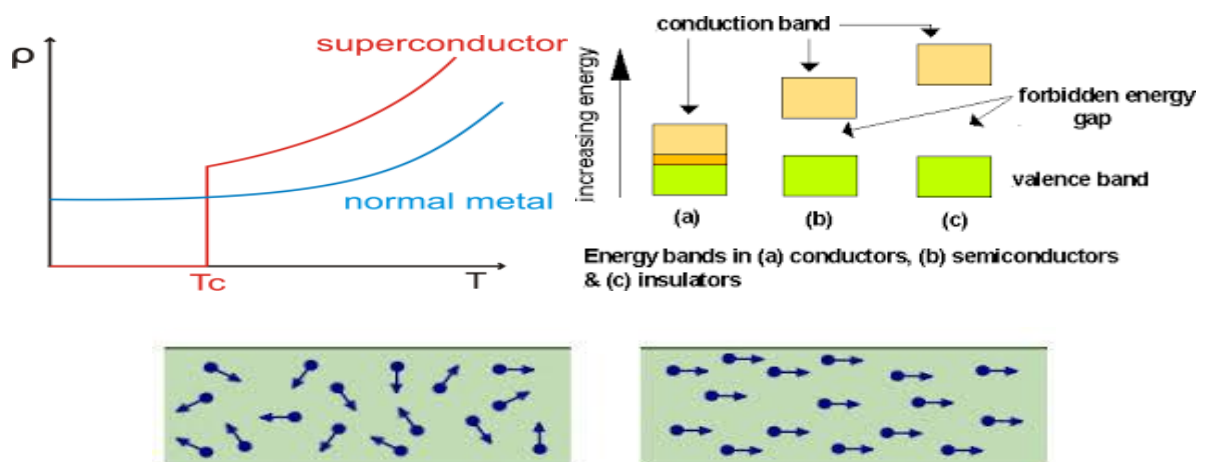 ρ
superconductor
normal metal
Tc
T
conduction band
increasing energy
forbidden energy
gap
valence band
(a)
(b)
(c)
Energy bands in (a) conductors, (b) semiconductors
& (c) insulators